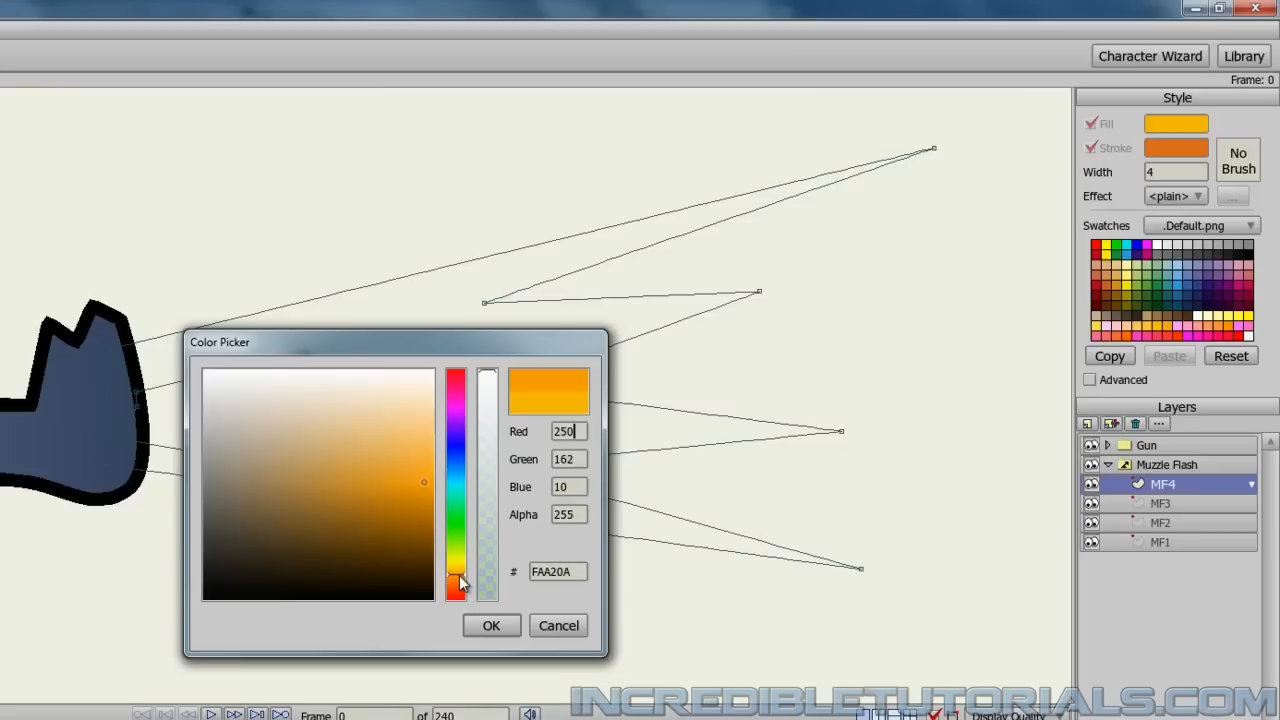 Character Wizard
Library
Frame: 0
Style
Fill
Stroke
No
Brush
Width
4
Effect
<plain>
...
Swatches
.Default.png
Copy
Paste
Reset
Advanced
Layers
Gun
Muzzle Flash
MF4
MF3
MF2
MF1
Color Picker
Red
250
Green
162
Blue
10
Alpha
255
#
FAA20A
OK
Cancel
INCREDIBLETUTORIALS.COM
Frame
0
of
240
Display Quality